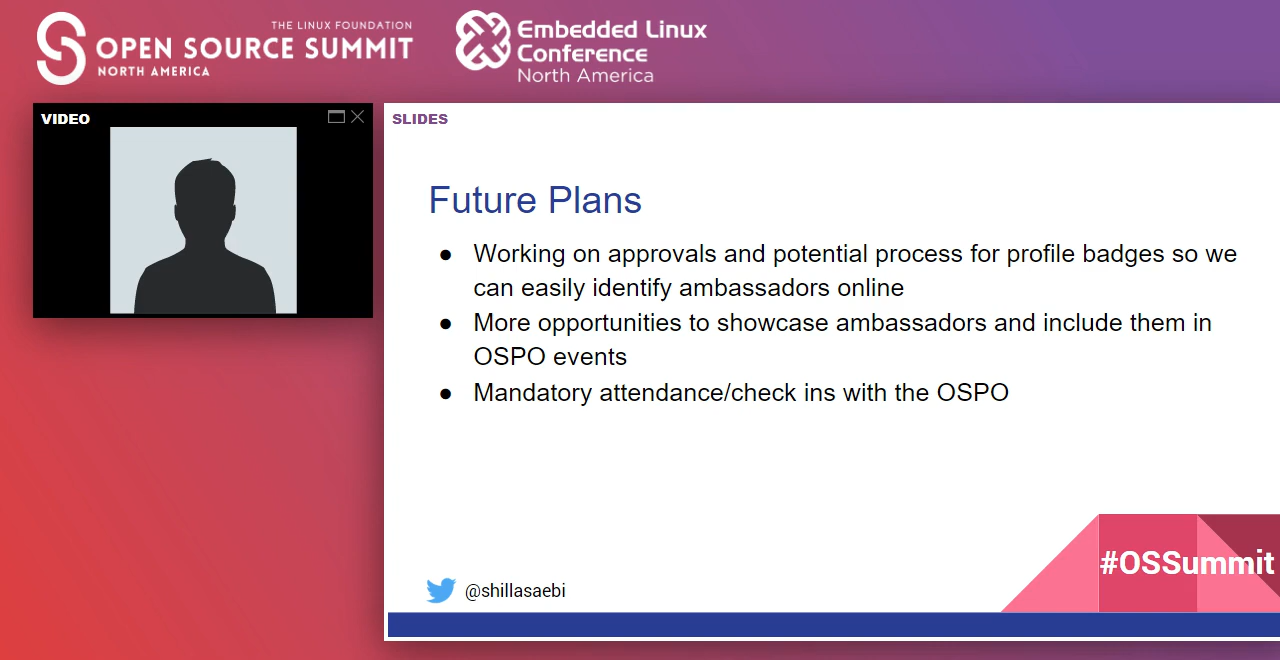 THE LINUX FOUNDATION
OPEN SOURCE SUMMIT
NORTH AMERICA
Embedded Linux
Conference
North America
VIDEO
SLIDES
Future Plans
● Working on approvals and potential process for profile badges so we
can easily identify ambassadors online
● More opportunities to showcase ambassadors and include them in
OSPO events
● Mandatory attendance/check ins with the OSPO
@shillasaebi
#OSSummit